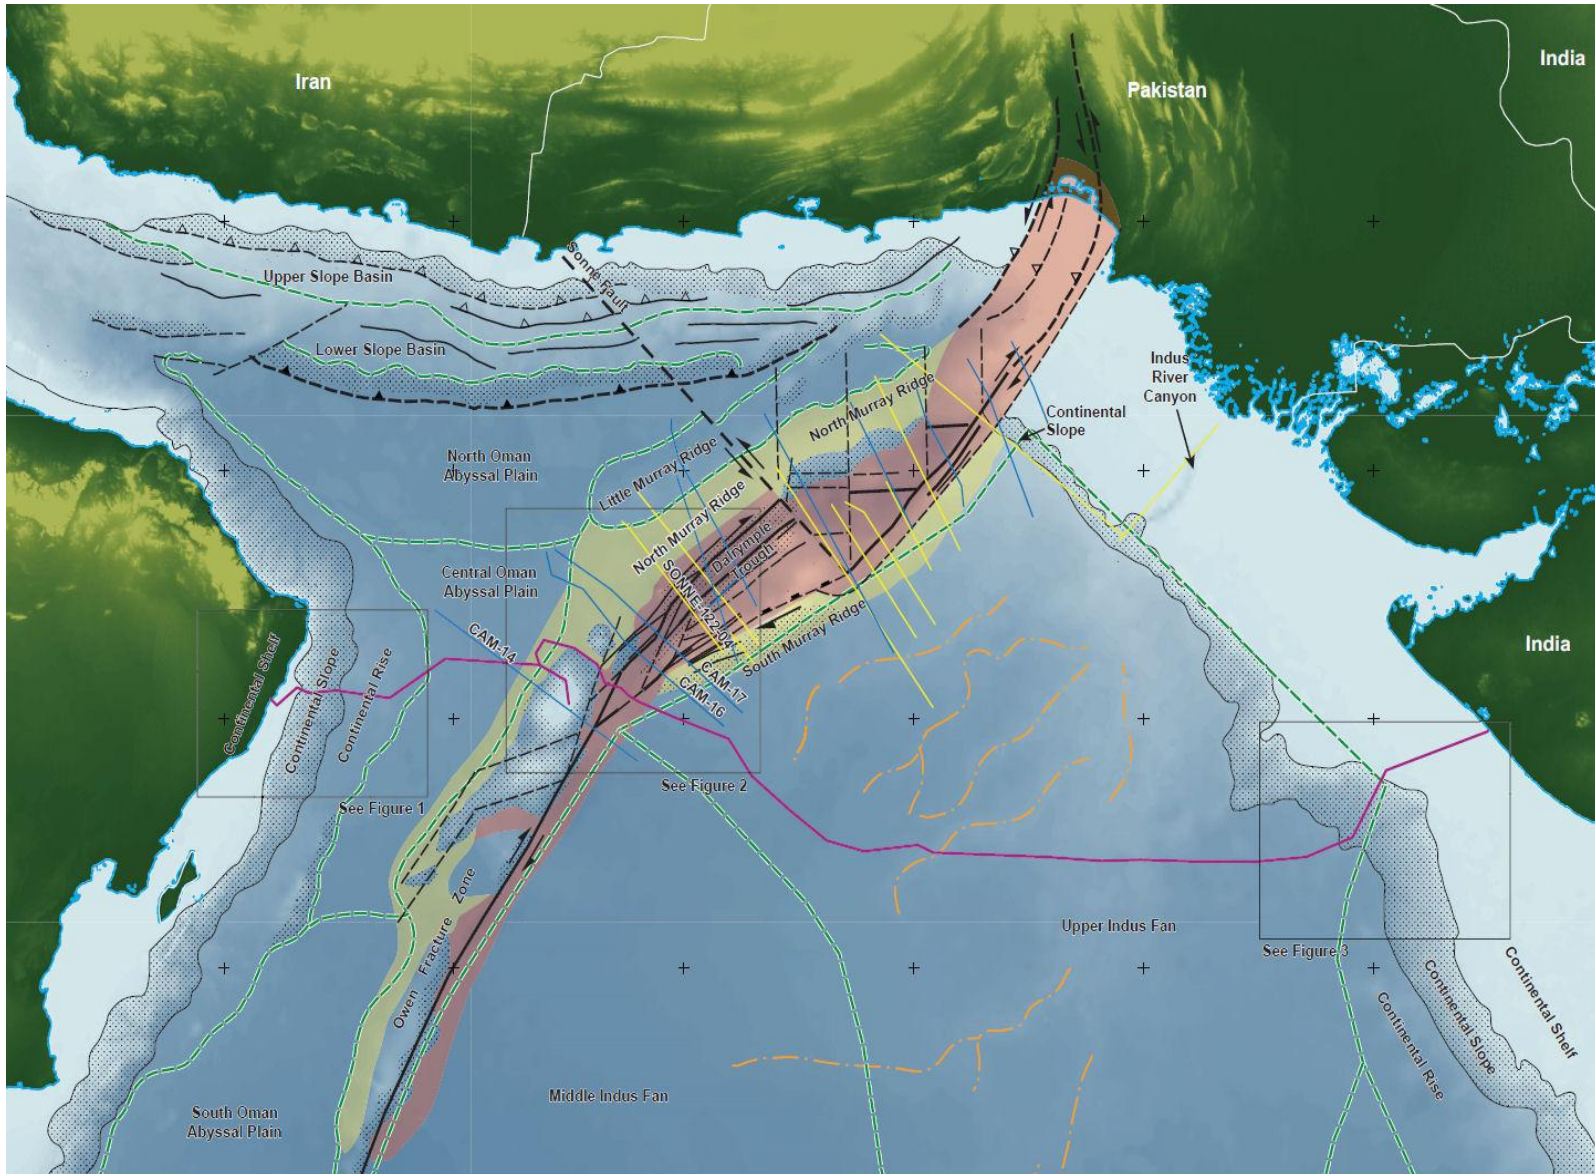 India
Iran
Pakistan
Upper Slope Basin
Sonne Fault
Lower Slope Basin
Indus
River
Canyon
North Murray Ridge
Continental
Slope
North Oman
Abyssal Plain
Little Murray Ridge
North Murray Ridge
Dalrymple
Trough
Central Oman
Abyssal Plain
SONNE-122-04
South Murray Ridge
CAM-14
CAM-17
CAM-16
India
Continental Shelf
Continental Slope
Continental Rise
See Figure 1
See Figure 2
Owen Fracture Zone
Upper Indus Fan
See Figure 3
Continental Shelf
Continental Slope
Continental Rise
Middle Indus Fan
South Oman
Abyssal Plain